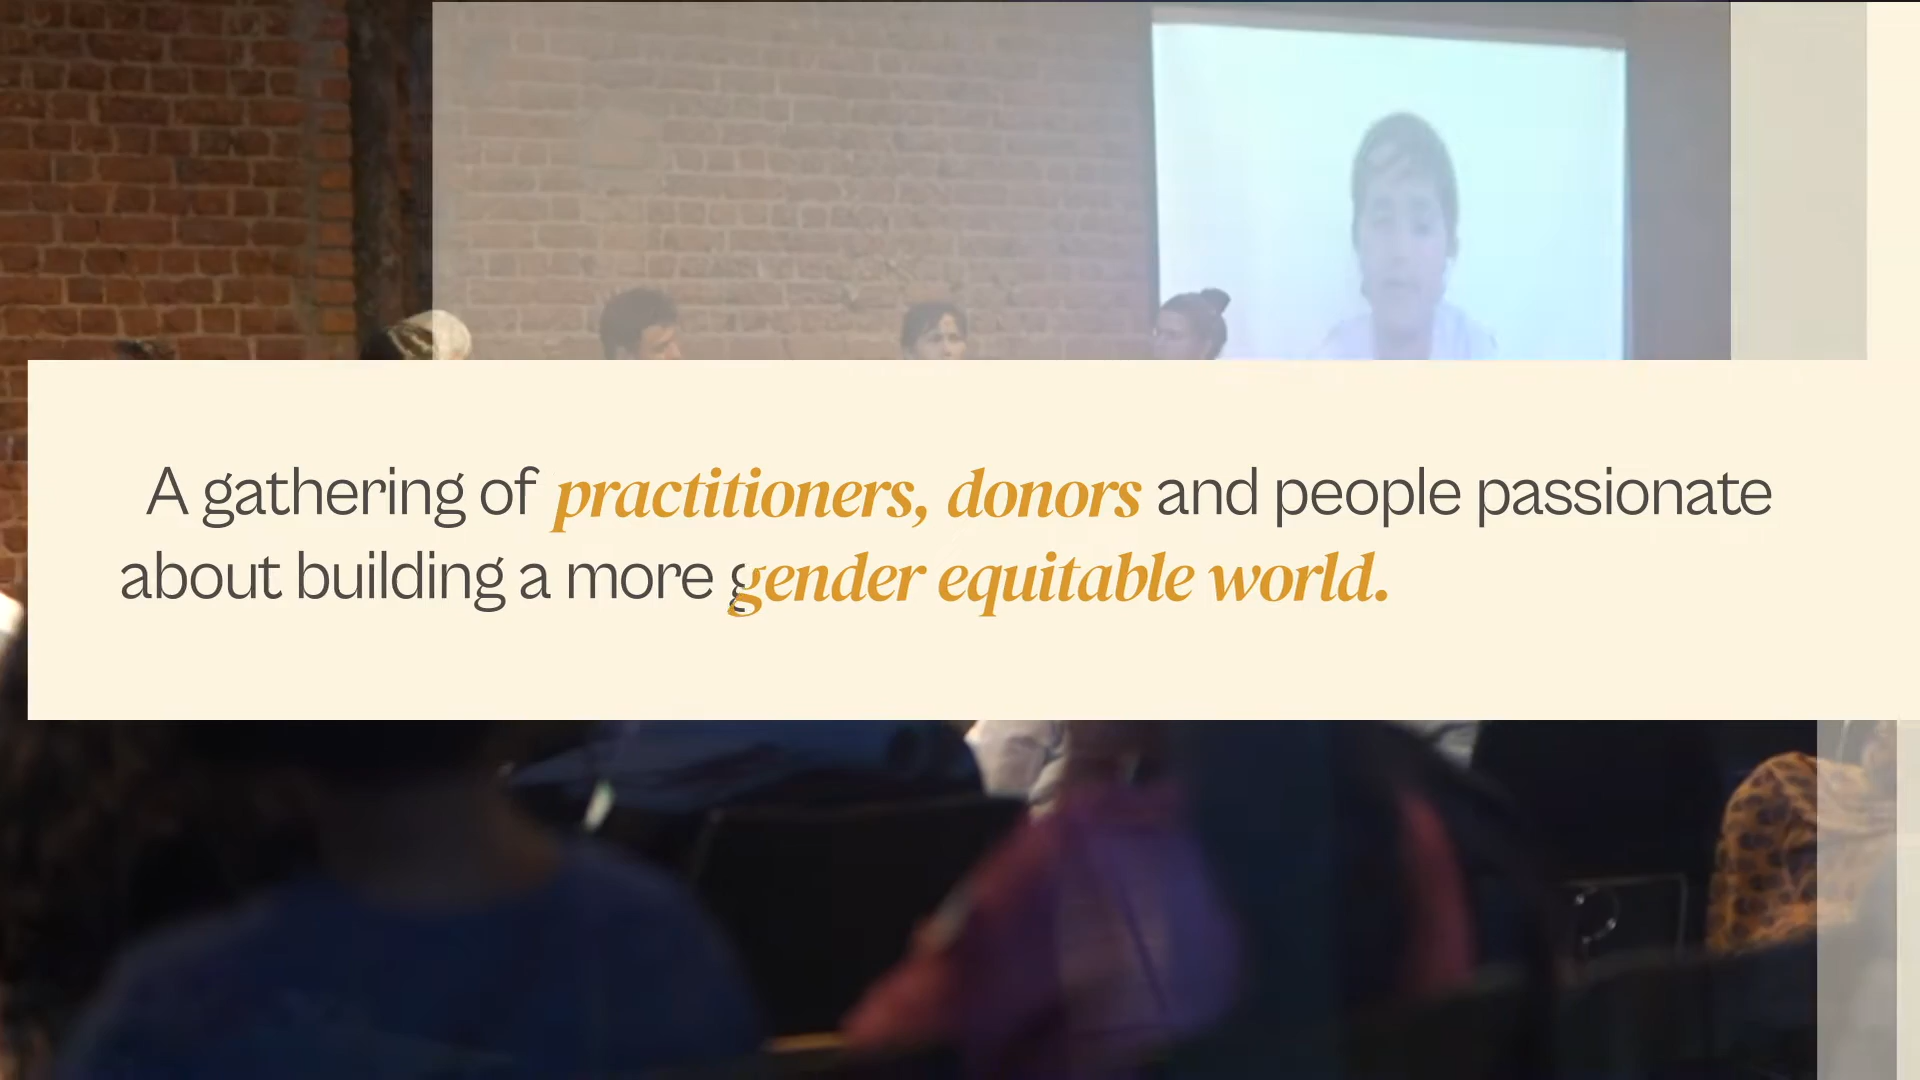 A gathering of practitioners, donors and people passionate
about building a more gender equitable world.